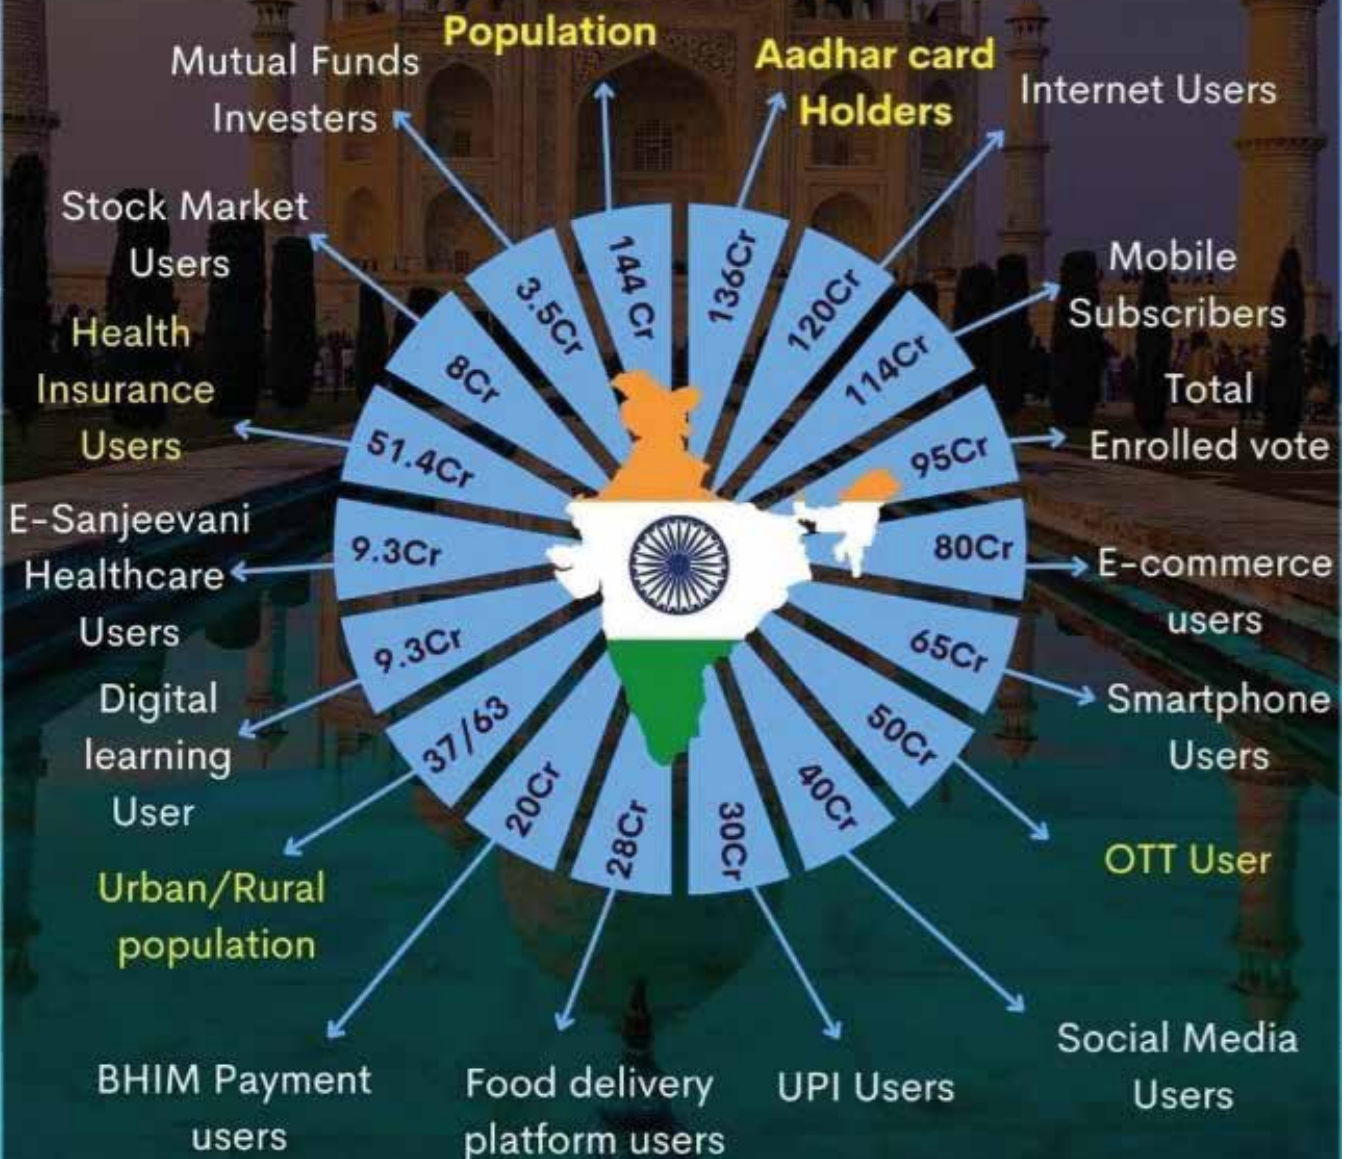 Population
144 Cr
Aadhar card
Holders
136Cr
Internet Users
120Cr
Mobile
Subscribers
114Cr
Total
Enrolled vote
95Cr
E-commerce
users
80Cr
Smartphone
Users
65Cr
OTT User
50Cr
Social Media
Users
40Cr
UPI Users
30Cr
Food delivery
platform users
28Cr
BHIM Payment
users
20Cr
Urban/Rural
population
37/63
Digital
learning
User
9.3Cr
E-Sanjeevani
Healthcare
Users
9.3Cr
Health
Insurance
Users
51.4Cr
Stock Market
Users
8Cr
Mutual Funds
Investers
3.5Cr